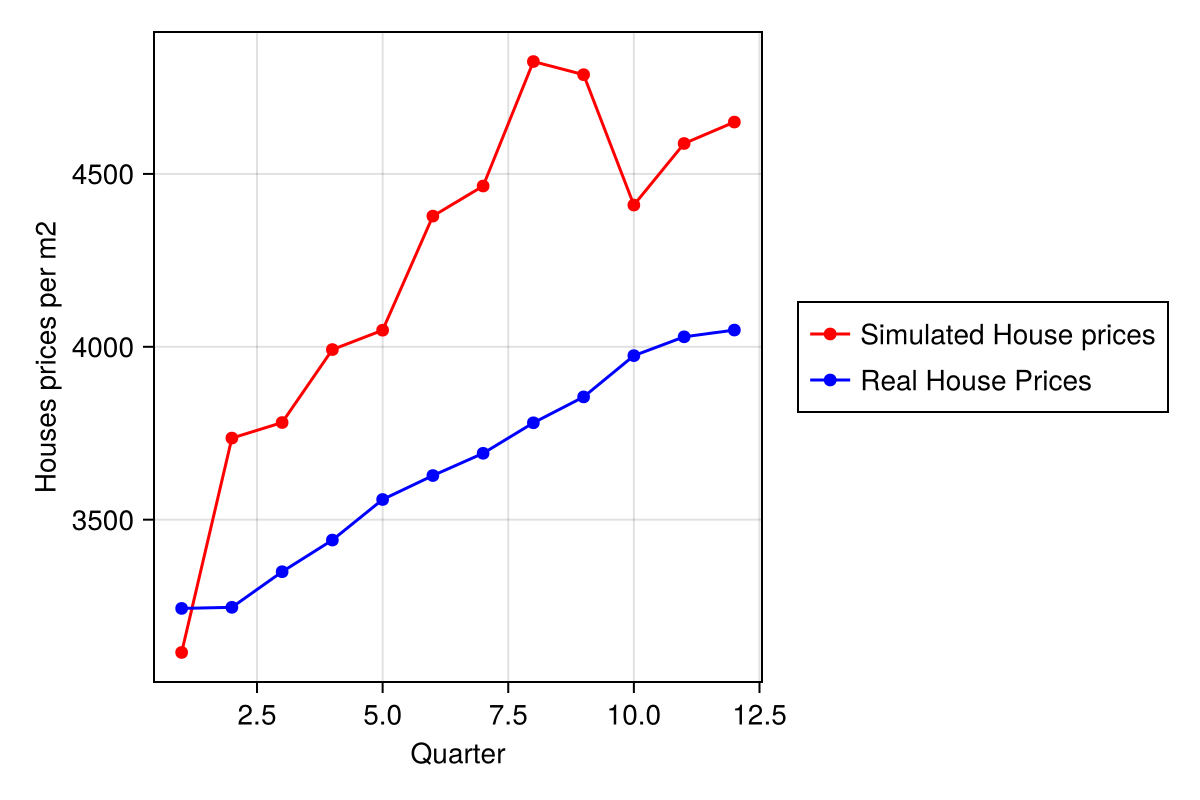 Houses prices per m2
4500
4000
3500
2.5 5.0 7.5 10.0 12.5
Quarter
Simulated House prices
Real House Prices